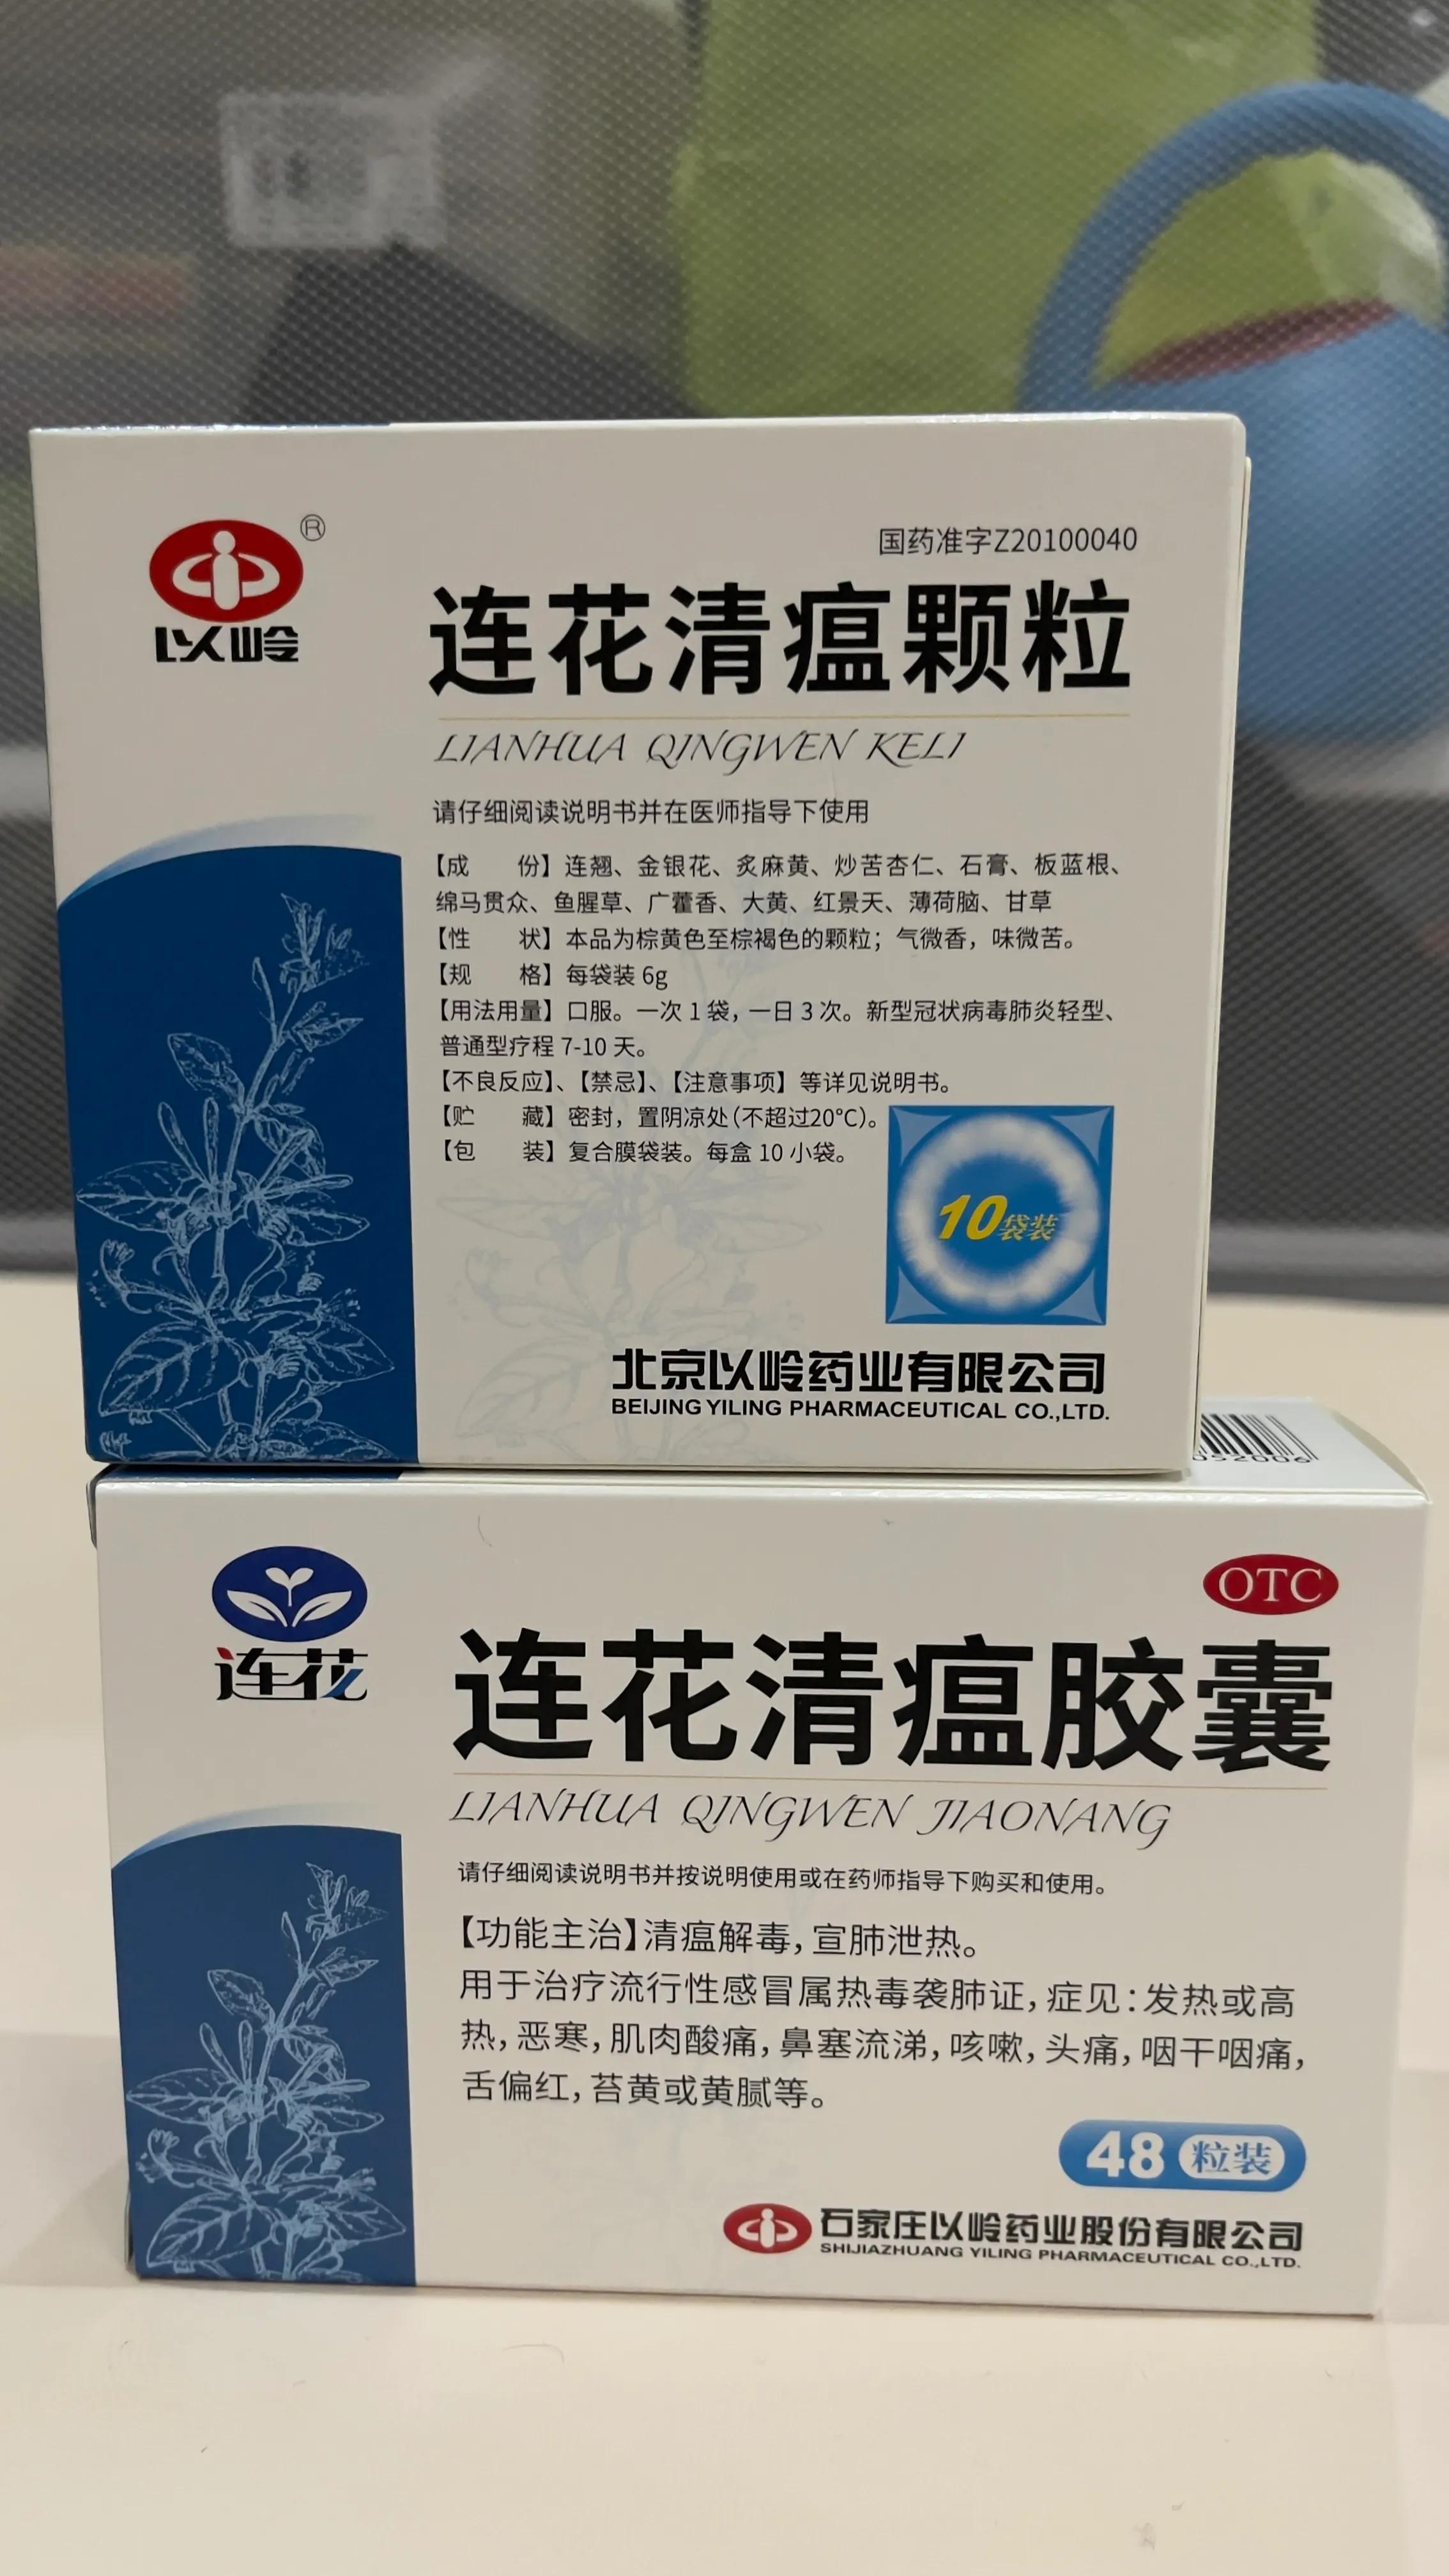 ®
以岭
国药准字Z20100040
连花清瘟颗粒
LIANHUA QINGWEN KELI
请仔细阅读说明书并在医师指导下使用
【成 份】连翘、金银花、炙麻黄、炒苦杏仁、石膏、板蓝根、
绵马贯众、鱼腥草、广藿香、大黄、红景天、薄荷脑、甘草
【性 状】本品为棕黄色至棕褐色的颗粒；气微香，味微苦。
【规 格】每袋装 6g
【用法用量】口服。一次 1 袋，一日 3 次。新型冠状病毒肺炎轻型、
普通型疗程 7-10 天。
【不良反应】、【禁忌】、【注意事项】等详见说明书。
【贮 藏】密封，置阴凉处（不超过20℃）。
【包 装】复合膜袋装。每盒 10 小袋。
10袋装
北京以岭药业有限公司
BEIJING YILING PHARMACEUTICAL CO.,LTD.
052006
连花
OTC
连花清瘟胶囊
LIANHUA QINGWEN JIAONANG
请仔细阅读说明书并按说明使用或在药师指导下购买和使用。
【功能主治】清瘟解毒，宣肺泄热。
用于治疗流行性感冒属热毒袭肺证，症见：发热或高
热，恶寒，肌肉酸痛，鼻塞流涕，咳嗽，头痛，咽干咽痛，
舌偏红，苔黄或黄腻等。
48 粒装
石家庄以岭药业股份有限公司
SHIJIAZHUANG YILING PHARMACEUTICAL CO.,LTD.